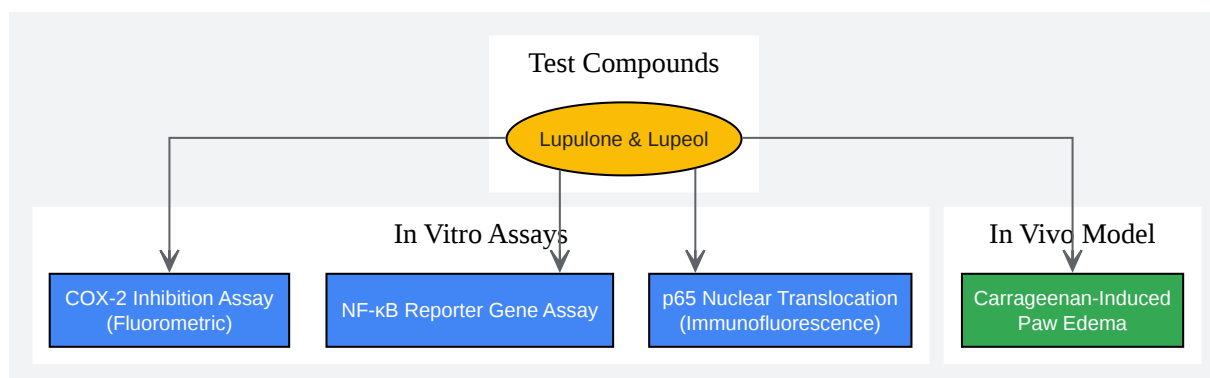 Test Compounds
Lupulone & Lupeol
In Vitro Assays
In Vivo Model
COX-2 Inhibition Assay
(Fluorometric)
NF-κB Reporter Gene Assay
p65 Nuclear Translocation
(Immunofluorescence)
Carrageenan-Induced
Paw Edema